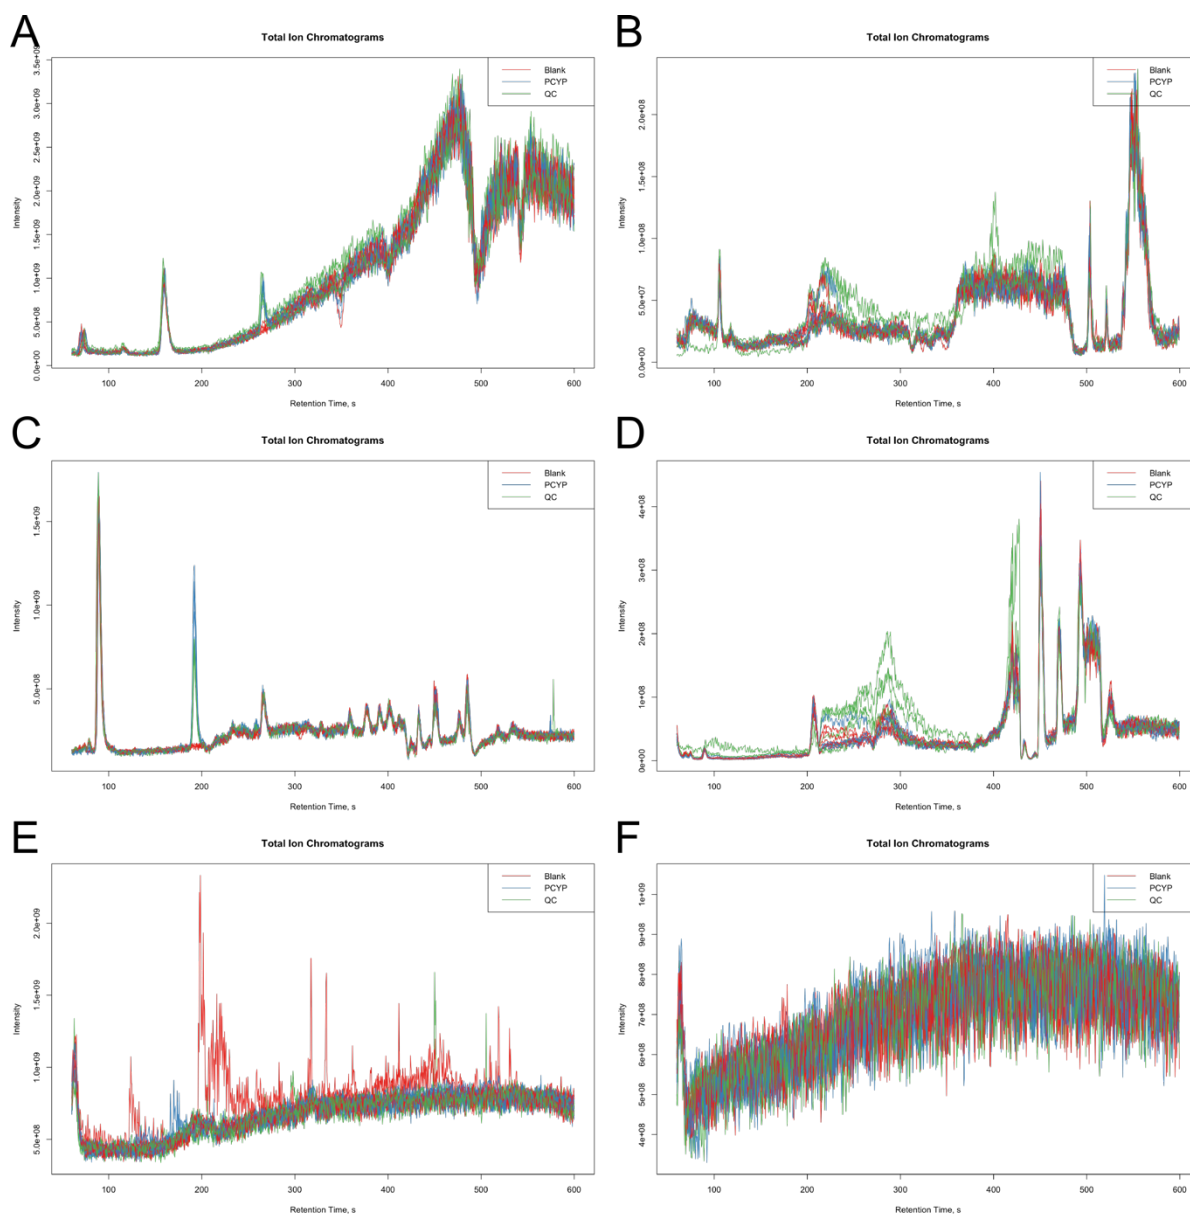 A
Total Ion Chromatograms
Blank
PCYP
QC
Intensity
0.0e+00 5.0e+08 1.0e+09 1.5e+09 2.0e+09 2.5e+09 3.0e+09 3.5e+09
100 200 300 400 500 600
Retention Time, s
B
Total Ion Chromatograms
Blank
PCYP
QC
Intensity
0.0e+00 5.0e+07 1.0e+08 1.5e+08 2.0e+08
100 200 300 400 500 600
Retention Time, s
C
Total Ion Chromatograms
Blank
PCYP
QC
Intensity
5.0e+08 1.0e+09 1.5e+09
100 200 300 400 500 600
Retention Time, s
D
Total Ion Chromatograms
Blank
PCYP
QC
Intensity
0e+00 1e+08 2e+08 3e+08 4e+08
100 200 300 400 500 600
Retention Time, s
E
Total Ion Chromatograms
Blank
PCYP
QC
Intensity
5.0e+08 1.0e+09 1.5e+09 2.0e+09
100 200 300 400 500 600
Retention Time, s
F
Total Ion Chromatograms
Blank
PCYP
QC
Intensity
4e+08 5e+08 6e+08 7e+08 8e+08 9e+08 1e+09
100 200 300 400 500 600
Retention Time, s